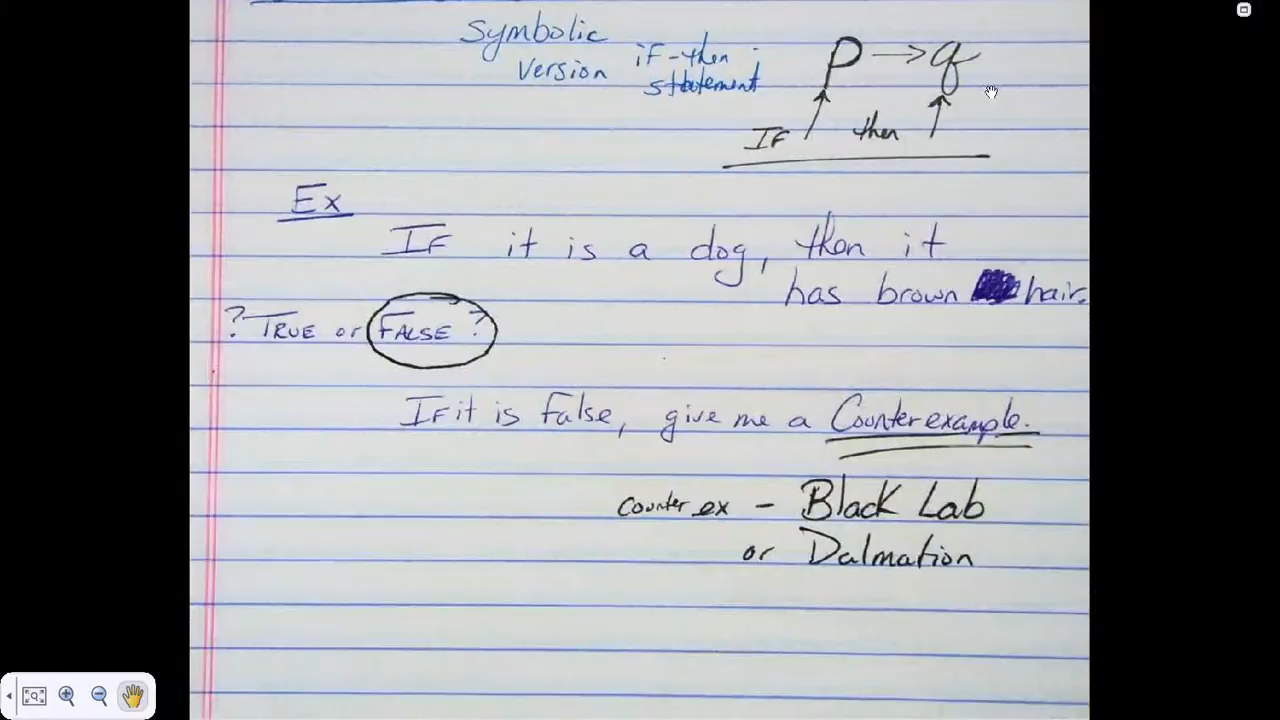 Symbolic if-then :
Version statement
P → q
IF then
Ex
IF it is a dog, then it
has brown hair.
? TRUE or FALSE ?
IF it is false, give me a Counterexample.
counter ex - Black Lab
or Dalmation